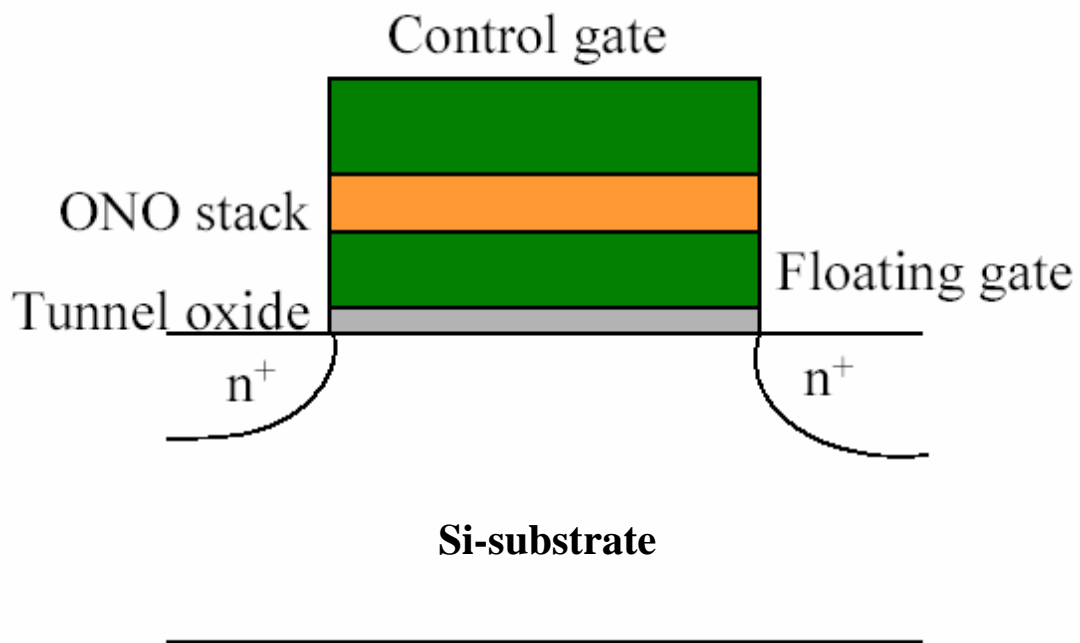 Control gate
ONO stack
Floating gate
Tunnel oxide
n⁺
n⁺
Si-substrate